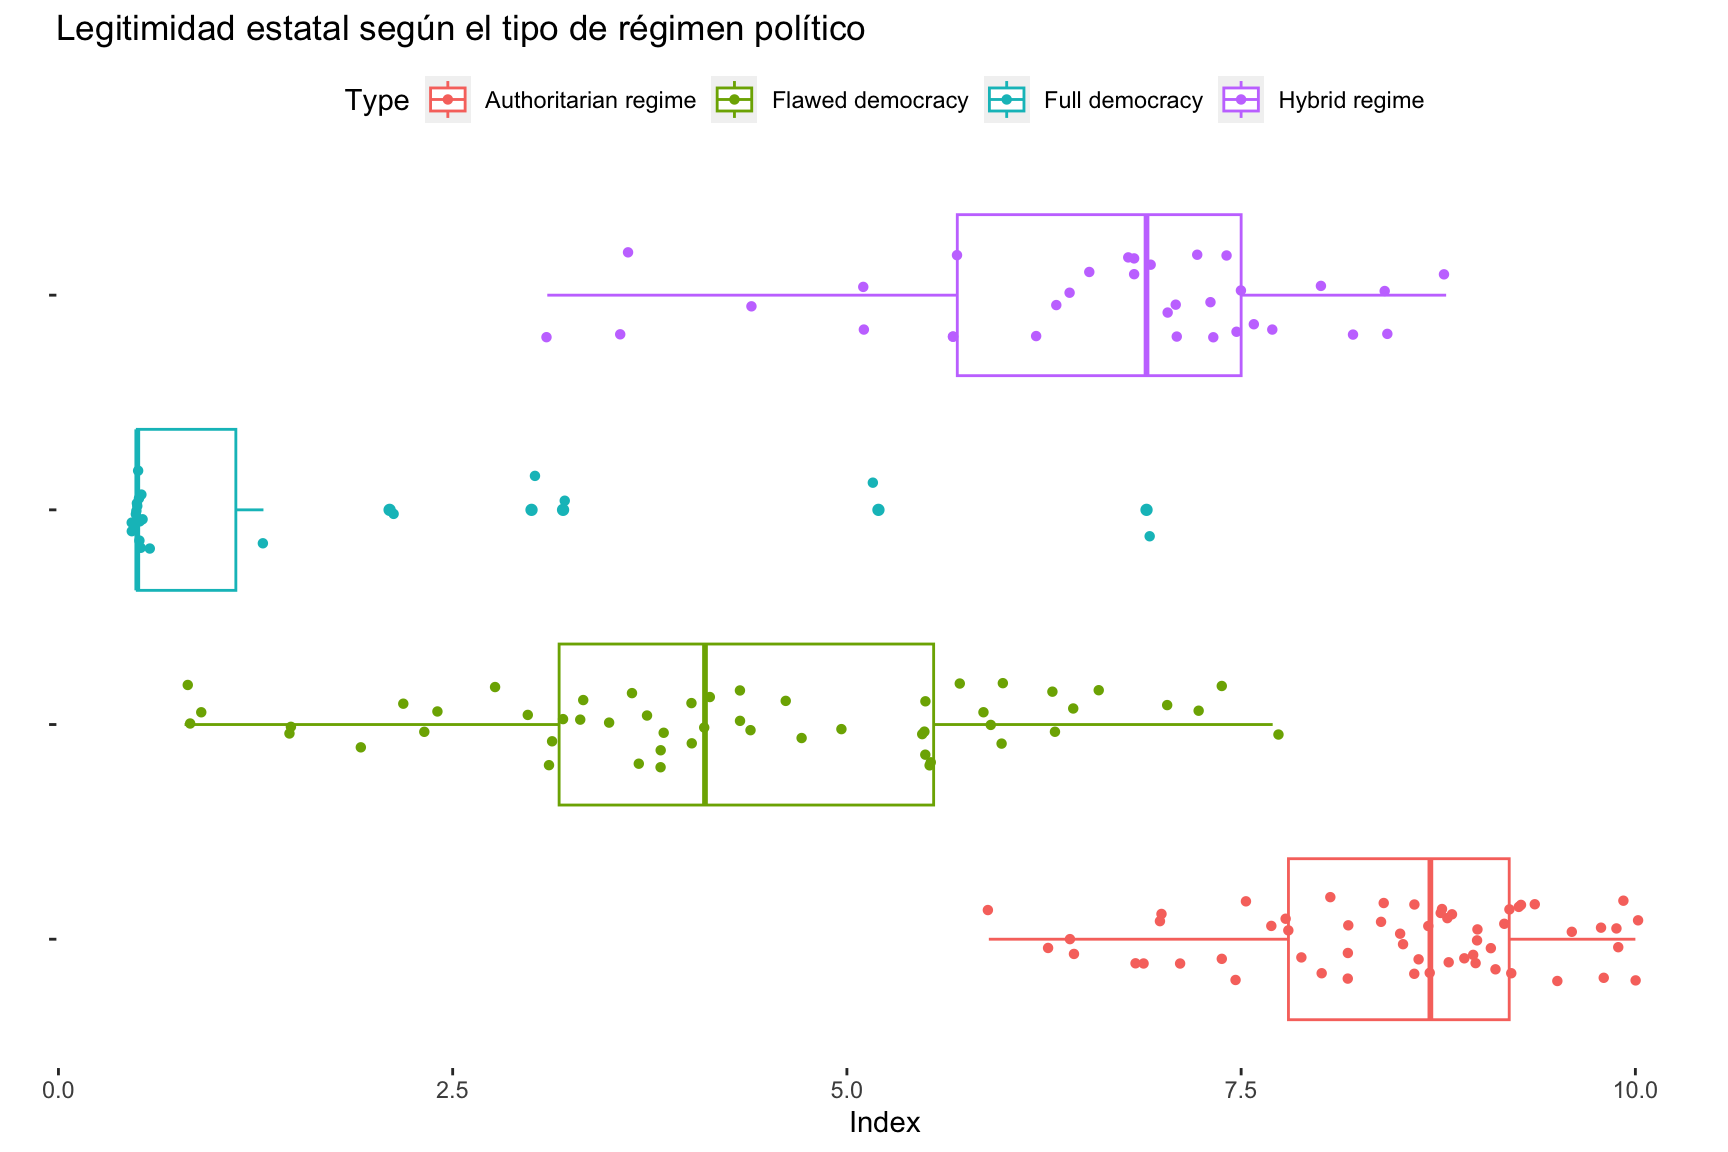 Legitimidad estatal según el tipo de régimen político
Type Authoritarian regime Flawed democracy Full democracy Hybrid regime
0.0 2.5 5.0 7.5 10.0
Index